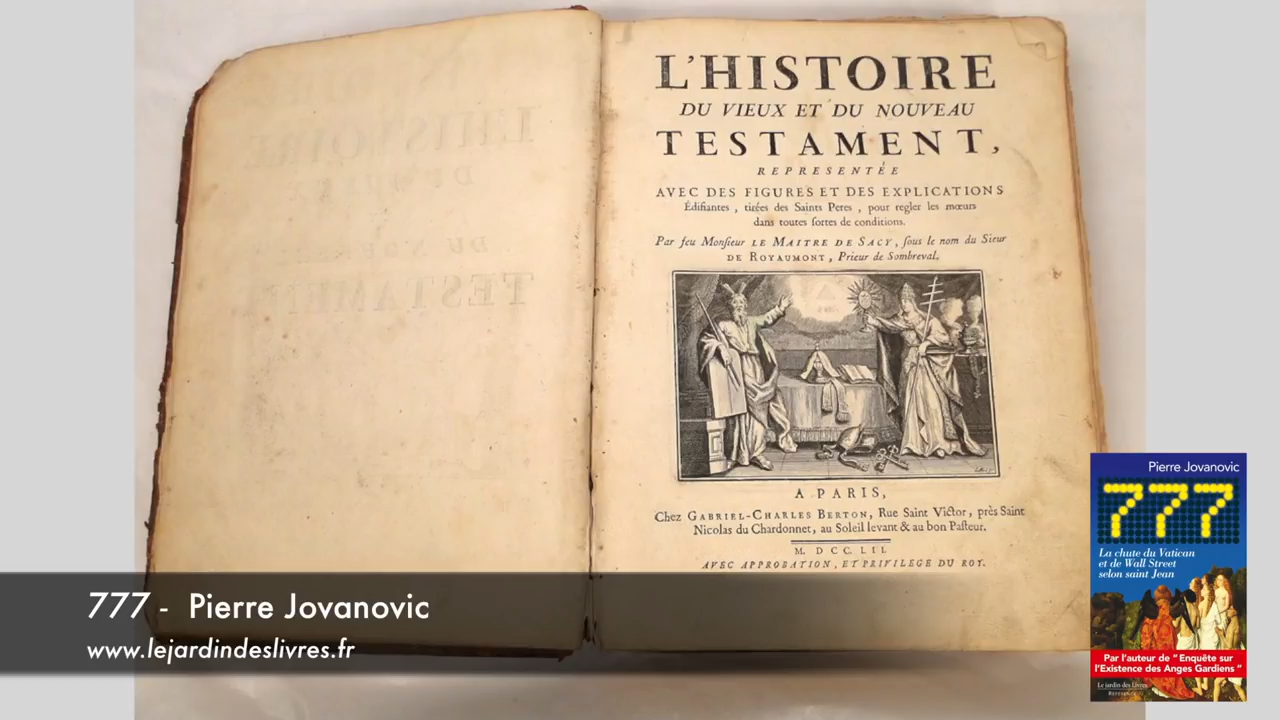 L'HISTOIRE
DU VIEUX ET DU NOUVEAU
TESTAMENT,
REPRESENTÉE
AVEC DES FIGURES ET DES EXPLICATIONS
Édifiantes, tirées des Saints Peres, pour regler les mœurs
dans toutes sortes de conditions.
Par feu Monsieur LE MAITRE DE SACY, sous le nom du Sieur
DE ROYAUMONT, Prieur de Sombreval.
A PARIS,
Chez GABRIEL-CHARLES BERTON, Rue Saint Victor, près Saint
Nicolas du Chardonnet, au Soleil levant & au bon Pasteur.
M. DCC. LII.
AVEC APPROBATION, ET PRIVILEGE DU ROY.
Pierre Jovanovic
777
La chute du Vatican
et de Wall Street
selon saint Jean
Par l'auteur de " Enquête sur
l'Existence des Anges Gardiens "
Le jardin des Livres
777 - Pierre Jovanovic
www.lejardindeslivres.fr